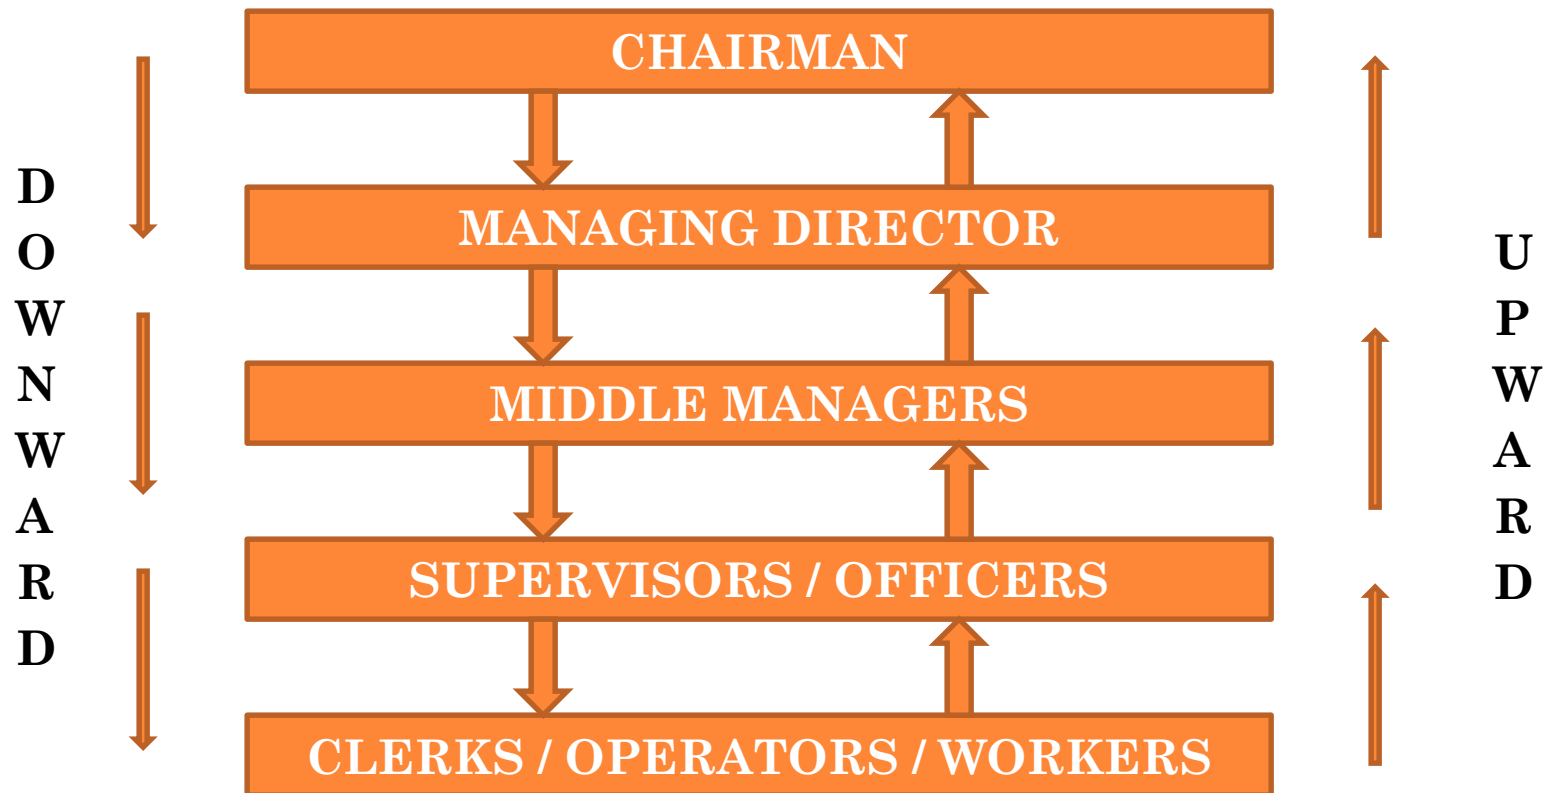 CHAIRMAN
MANAGING DIRECTOR
MIDDLE MANAGERS
SUPERVISORS / OFFICERS
CLERKS / OPERATORS / WORKERS
D
O
W
N
W
A
R
D
U
P
W
A
R
D